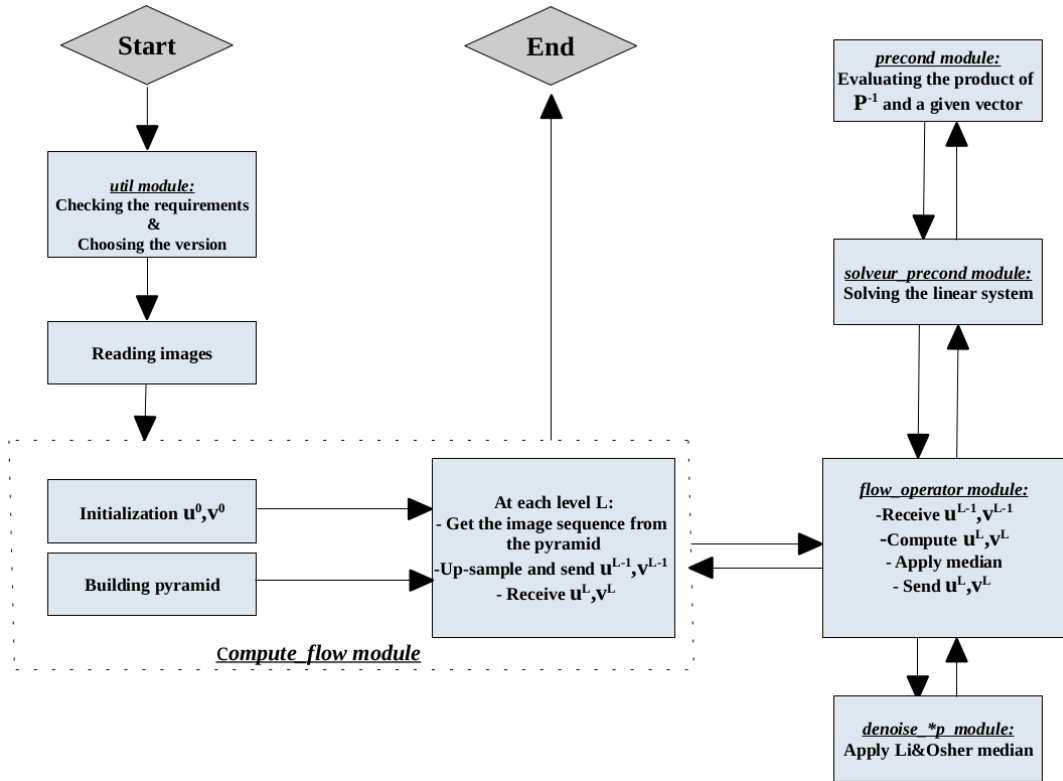 Start
End
util module:
Checking the requirements
&
Choosing the version
Reading images
Initialization u⁰,v⁰
Building pyramid
At each level L:
- Get the image sequence from
the pyramid
-Up-sample and send uᴸ⁻¹,vᴸ⁻¹
- Receive uᴸ,vᴸ
Compute_flow module
precond module:
Evaluating the product of
P⁻¹ and a given vector
solveur_precond module:
Solving the linear system
flow_operator module:
-Receive uᴸ⁻¹,vᴸ⁻¹
-Compute uᴸ,vᴸ
- Apply median
- Send uᴸ,vᴸ
denoise_*p_module:
Apply Li&Osher median